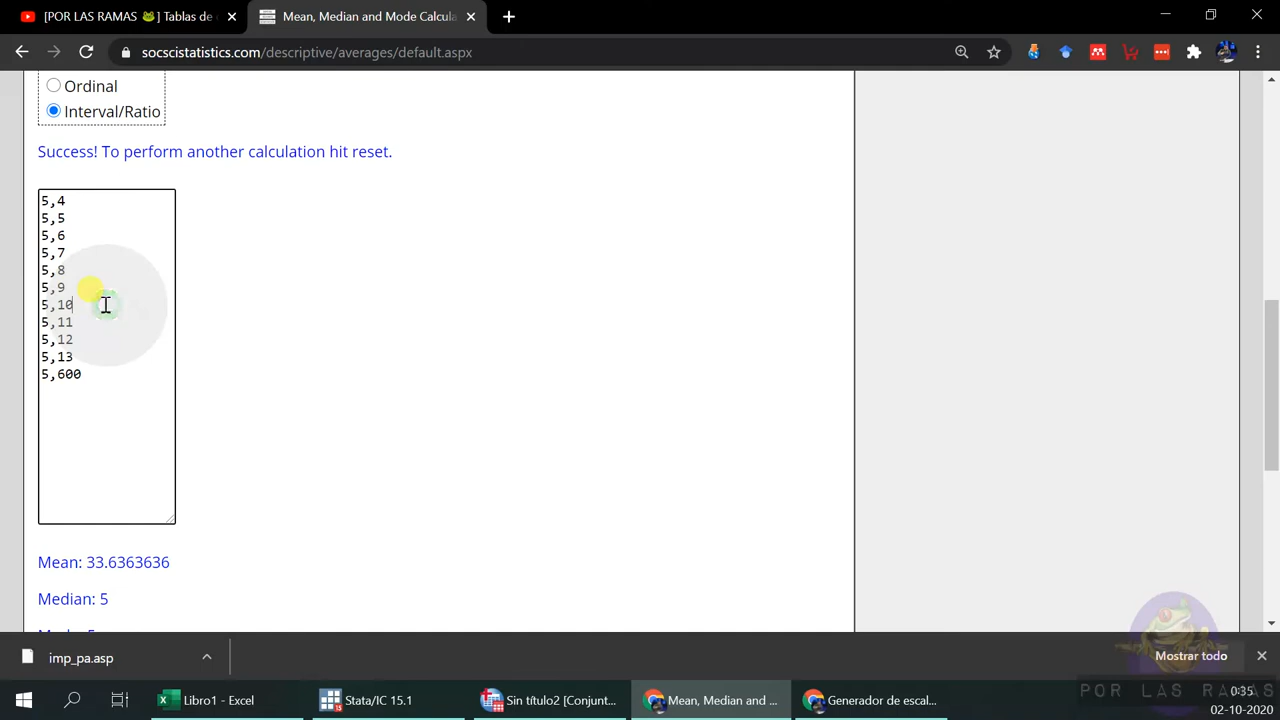 [POR LAS RAMAS 🐸] Tablas de
Mean, Median and Mode Calcula
socscistatistics.com/descriptive/averages/default.aspx
Ordinal
Interval/Ratio
Success! To perform another calculation hit reset.
5,4
5,5
5,6
5,7
5,8
5,9
5,10
5,11
5,12
5,13
5,600
Mean: 33.6363636
Median: 5
imp_pa.asp
Mostrar todo
Libro1 - Excel
Stata/IC 15.1
Sin título2 [Conjunt...
Mean, Median and ...
Generador de escal...
0:35
02-10-2020
POR LAS RAMAS